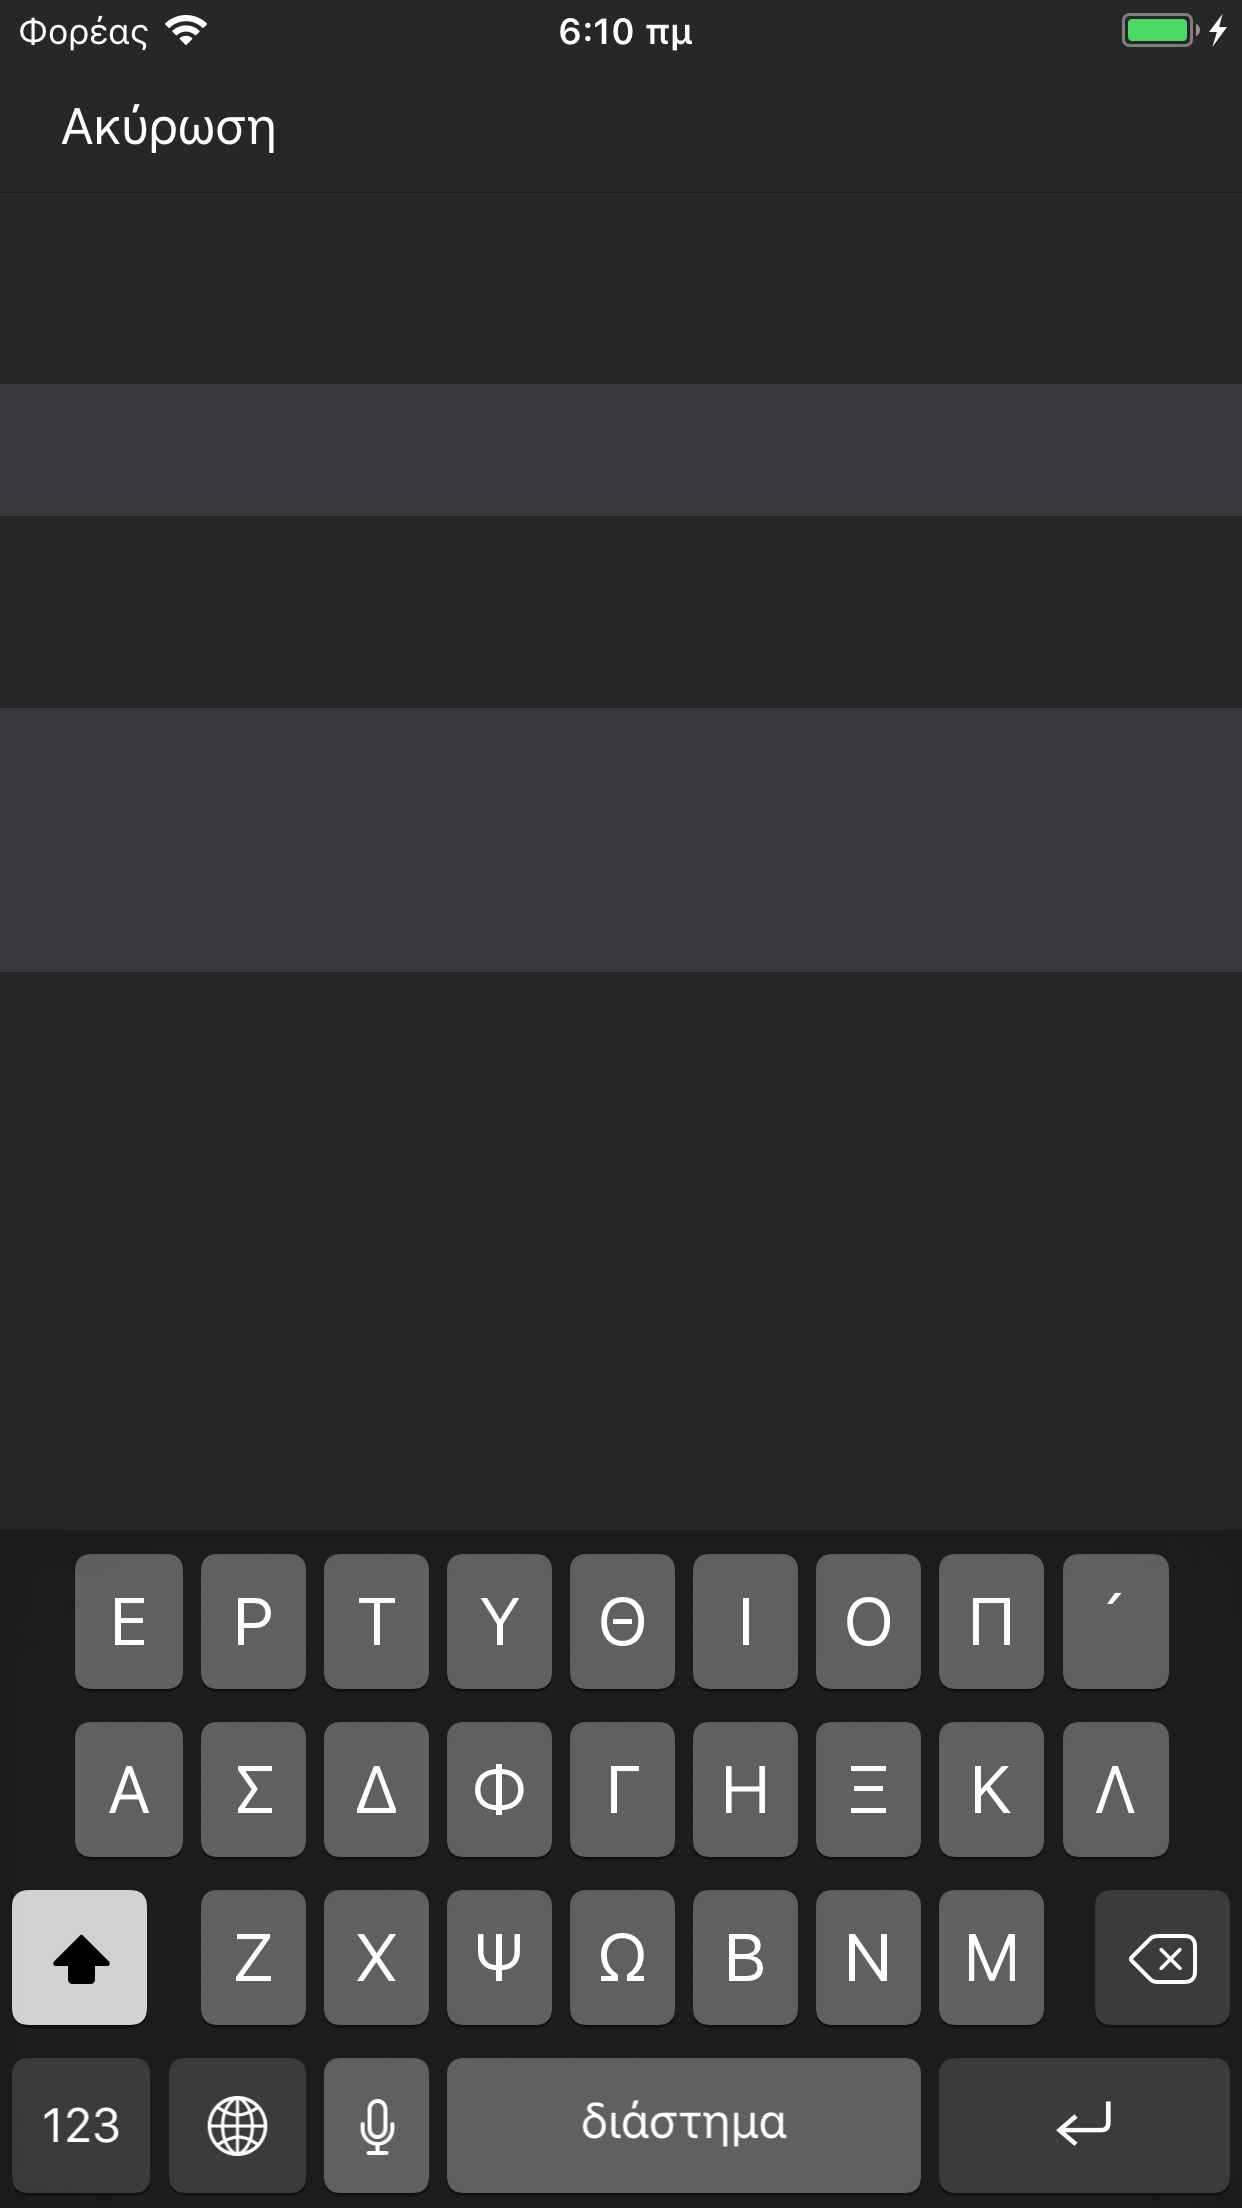 Φορέας 6:10 πμ
Ακύρωση
Ε Ρ Τ Υ Θ Ι Ο Π ΄
Α Σ Δ Φ Γ Η Ξ Κ Λ
Ζ Χ Ψ Ω Β Ν Μ
123 διάστημα